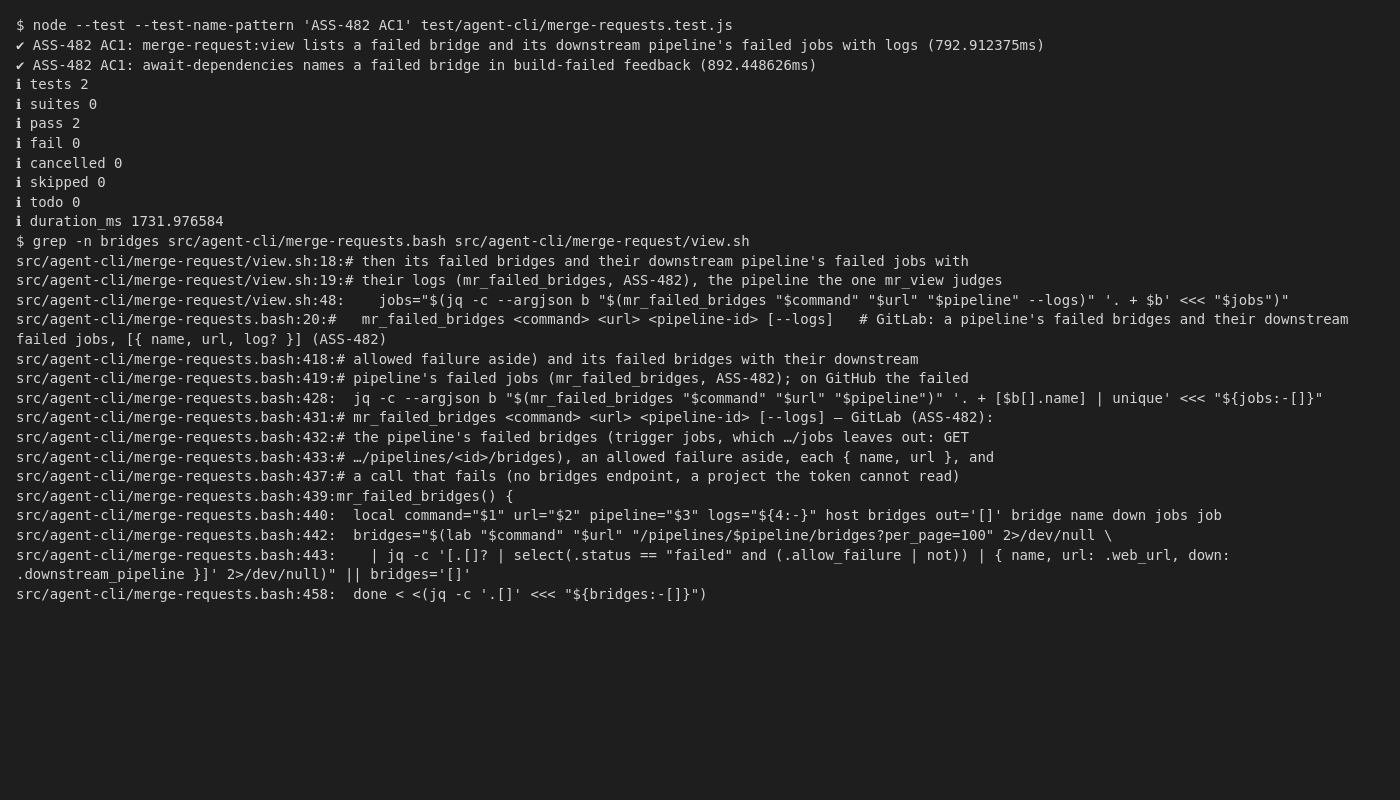 $ node --test --test-name-pattern 'ASS-482 AC1' test/agent-cli/merge-requests.test.js
✔ ASS-482 AC1: merge-request:view lists a failed bridge and its downstream pipeline's failed jobs with logs (792.912375ms)
✔ ASS-482 AC1: await-dependencies names a failed bridge in build-failed feedback (892.448626ms)
ℹ tests 2
ℹ suites 0
ℹ pass 2
ℹ fail 0
ℹ cancelled 0
ℹ skipped 0
ℹ todo 0
ℹ duration_ms 1731.976584
$ grep -n bridges src/agent-cli/merge-requests.bash src/agent-cli/merge-request/view.sh
src/agent-cli/merge-request/view.sh:18:# then its failed bridges and their downstream pipeline's failed jobs with
src/agent-cli/merge-request/view.sh:19:# their logs (mr_failed_bridges, ASS-482), the pipeline the one mr_view judges
src/agent-cli/merge-request/view.sh:48:    jobs="$(jq -c --argjson b "$(mr_failed_bridges "$command" "$url" "$pipeline" --logs)" '. + $b' <<< "$jobs")"
src/agent-cli/merge-requests.bash:20:#   mr_failed_bridges <command> <url> <pipeline-id> [--logs]   # GitLab: a pipeline's failed bridges and their downstream
failed jobs, [{ name, url, log? }] (ASS-482)
src/agent-cli/merge-requests.bash:418:# allowed failure aside) and its failed bridges with their downstream
src/agent-cli/merge-requests.bash:419:# pipeline's failed jobs (mr_failed_bridges, ASS-482); on GitHub the failed
src/agent-cli/merge-requests.bash:428:  jq -c --argjson b "$(mr_failed_bridges "$command" "$url" "$pipeline")" '. + [$b[].name] | unique' <<< "${jobs:-[]}"
src/agent-cli/merge-requests.bash:431:# mr_failed_bridges <command> <url> <pipeline-id> [--logs] — GitLab (ASS-482):
src/agent-cli/merge-requests.bash:432:# the pipeline's failed bridges (trigger jobs, which …/jobs leaves out: GET
src/agent-cli/merge-requests.bash:433:# …/pipelines/<id>/bridges), an allowed failure aside, each { name, url }, and
src/agent-cli/merge-requests.bash:437:# a call that fails (no bridges endpoint, a project the token cannot read)
src/agent-cli/merge-requests.bash:439:mr_failed_bridges() {
src/agent-cli/merge-requests.bash:440:  local command="$1" url="$2" pipeline="$3" logs="${4:-}" host bridges out='[]' bridge name down jobs job
src/agent-cli/merge-requests.bash:442:  bridges="$(lab "$command" "$url" "/pipelines/$pipeline/bridges?per_page=100" 2>/dev/null \
src/agent-cli/merge-requests.bash:443:    | jq -c '[.[]? | select(.status == "failed" and (.allow_failure | not)) | { name, url: .web_url, down:
.downstream_pipeline }]' 2>/dev/null)" || bridges='[]'
src/agent-cli/merge-requests.bash:458:  done < <(jq -c '.[]' <<< "${bridges:-[]}")